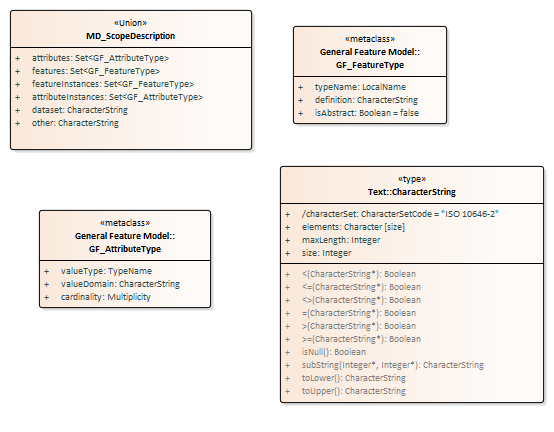 «Union»
MD_ScopeDescription
+ attributes: Set<GF_AttributeType>
+ features: Set<GF_FeatureType>
+ featureInstances: Set<GF_FeatureType>
+ attributeInstances: Set<GF_AttributeType>
+ dataset: CharacterString
+ other: CharacterString
«metaclass»
General Feature Model::
GF_FeatureType
+ typeName: LocalName
+ definition: CharacterString
+ isAbstract: Boolean = false
«metaclass»
General Feature Model::
GF_AttributeType
+ valueType: TypeName
+ valueDomain: CharacterString
+ cardinality: Multiplicity
«type»
Text::CharacterString
+ /characterSet: CharacterSetCode = "ISO 10646-2"
+ elements: Character [size]
+ maxLength: Integer
+ size: Integer
+ <(CharacterString*): Boolean
+ <=(CharacterString*): Boolean
+ <>(CharacterString*): Boolean
+ =(CharacterString*): Boolean
+ >(CharacterString*): Boolean
+ >=(CharacterString*): Boolean
+ isNull(): Boolean
+ subString(Integer*, Integer*): CharacterString
+ toLower(): CharacterString
+ toUpper(): CharacterString